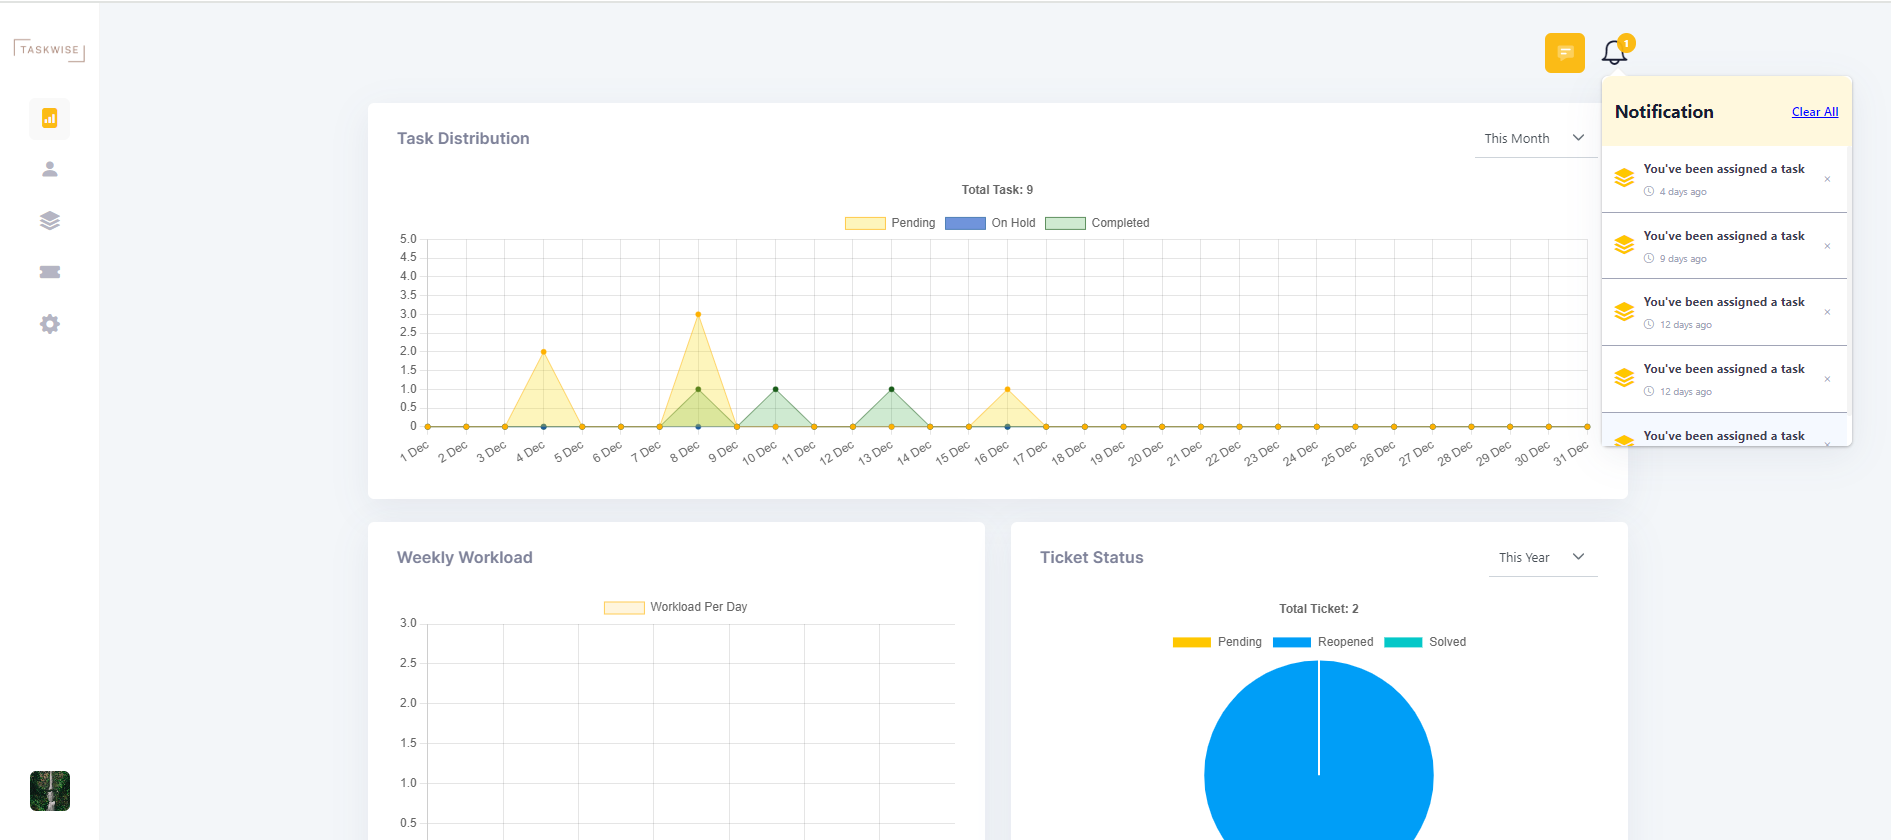 TASKWISE
1
Notification Clear All
You've been assigned a task
4 days ago
×
You've been assigned a task
9 days ago
×
You've been assigned a task
12 days ago
×
You've been assigned a task
12 days ago
×
You've been assigned a task
×
Task Distribution
This Month
Total Task: 9
Pending On Hold Completed
5.0
4.5
4.0
3.5
3.0
2.5
2.0
1.5
1.0
0.5
0
1 Dec 2 Dec 3 Dec 4 Dec 5 Dec 6 Dec 7 Dec 8 Dec 9 Dec 10 Dec 11 Dec 12 Dec 13 Dec 14 Dec 15 Dec 16 Dec 17 Dec 18 Dec 19 Dec 20 Dec 21 Dec 22 Dec 23 Dec 24 Dec 25 Dec 26 Dec 27 Dec 28 Dec 29 Dec 30 Dec 31 Dec
Weekly Workload
Workload Per Day
3.0
2.5
2.0
1.5
1.0
0.5
Ticket Status
This Year
Total Ticket: 2
Pending Reopened Solved